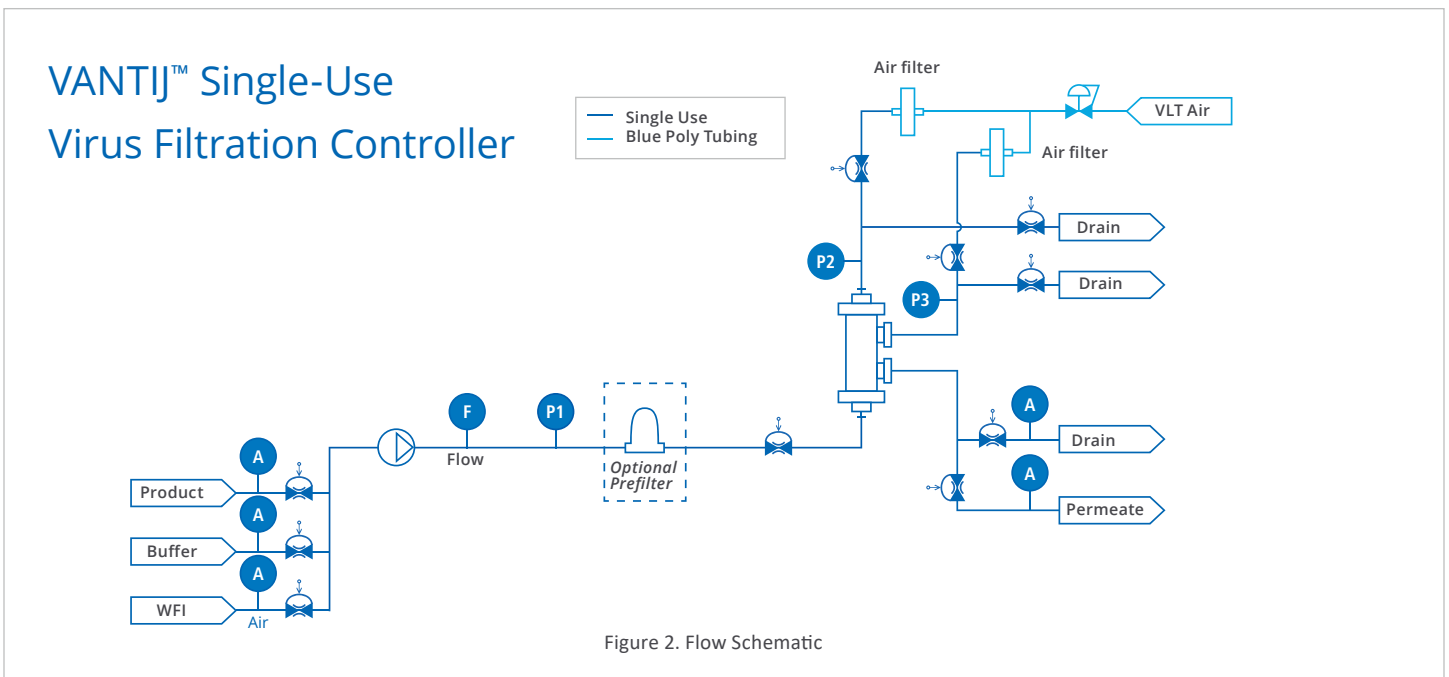 VANTIJ™ Single-Use
Virus Filtration Controller
Single Use
Blue Poly Tubing
Air filter
VLT Air
Air filter
Drain
P2
Drain
P3
F
P1
A
Flow
Drain
A
Optional
Prefilter
A
Product
Permeate
A
Buffer
A
WFI
Air
Figure 2. Flow Schematic